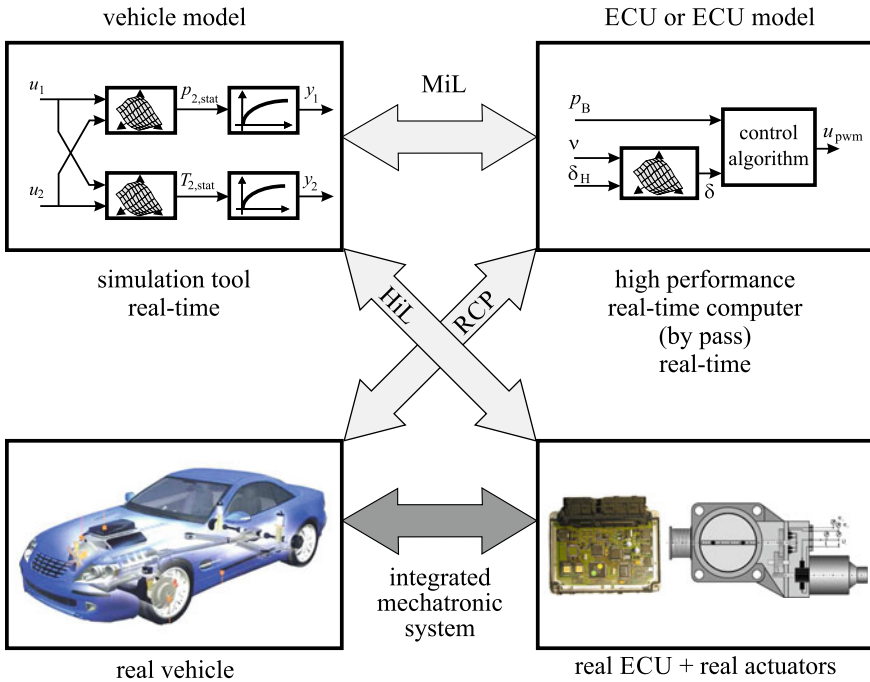 vehicle model
ECU or ECU model
u1
p2,stat
y1
u2
T2,stat
y2
MiL
pB
ν
δH
δ
control
algorithm
upwm
simulation tool
real-time
high performance
real-time computer
(by pass)
real-time
HiL
RCP
integrated
mechatronic
system
real vehicle
real ECU + real actuators